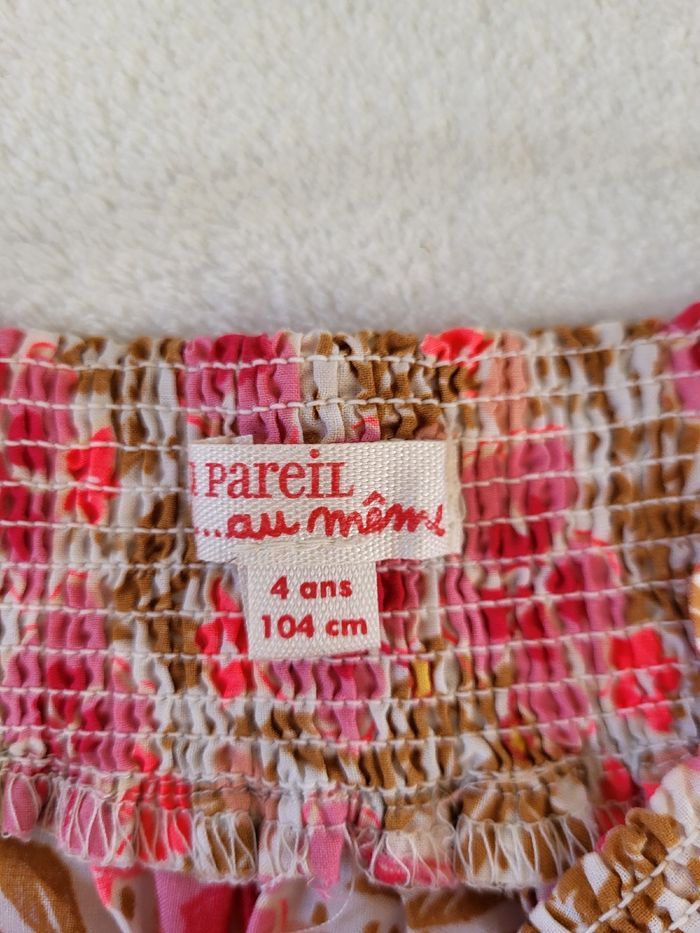 PareiL
...au même
4 ans
104 cm